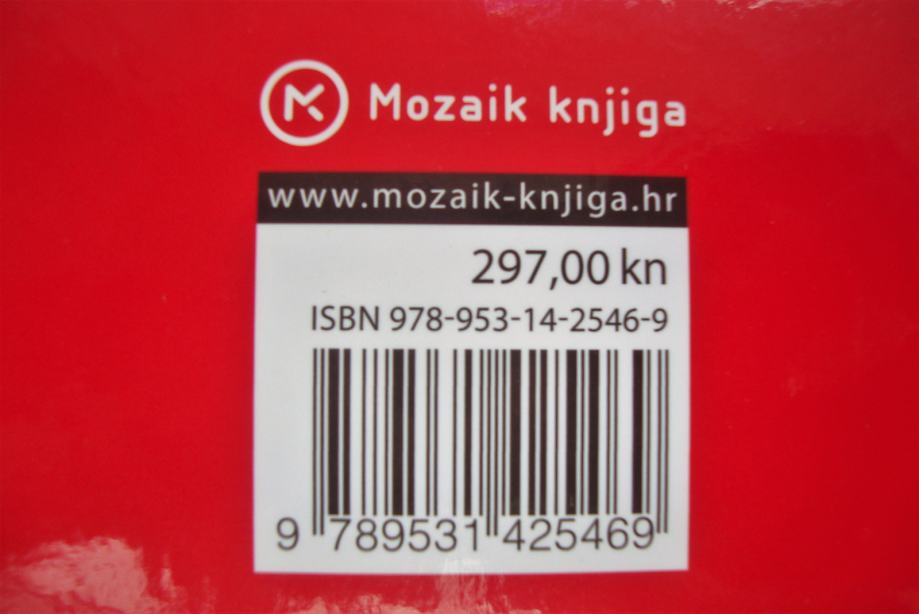 Mozaik knjiga
www.mozaik-knjiga.hr
297,00 kn
ISBN 978-953-14-2546-9
9 789531 425469